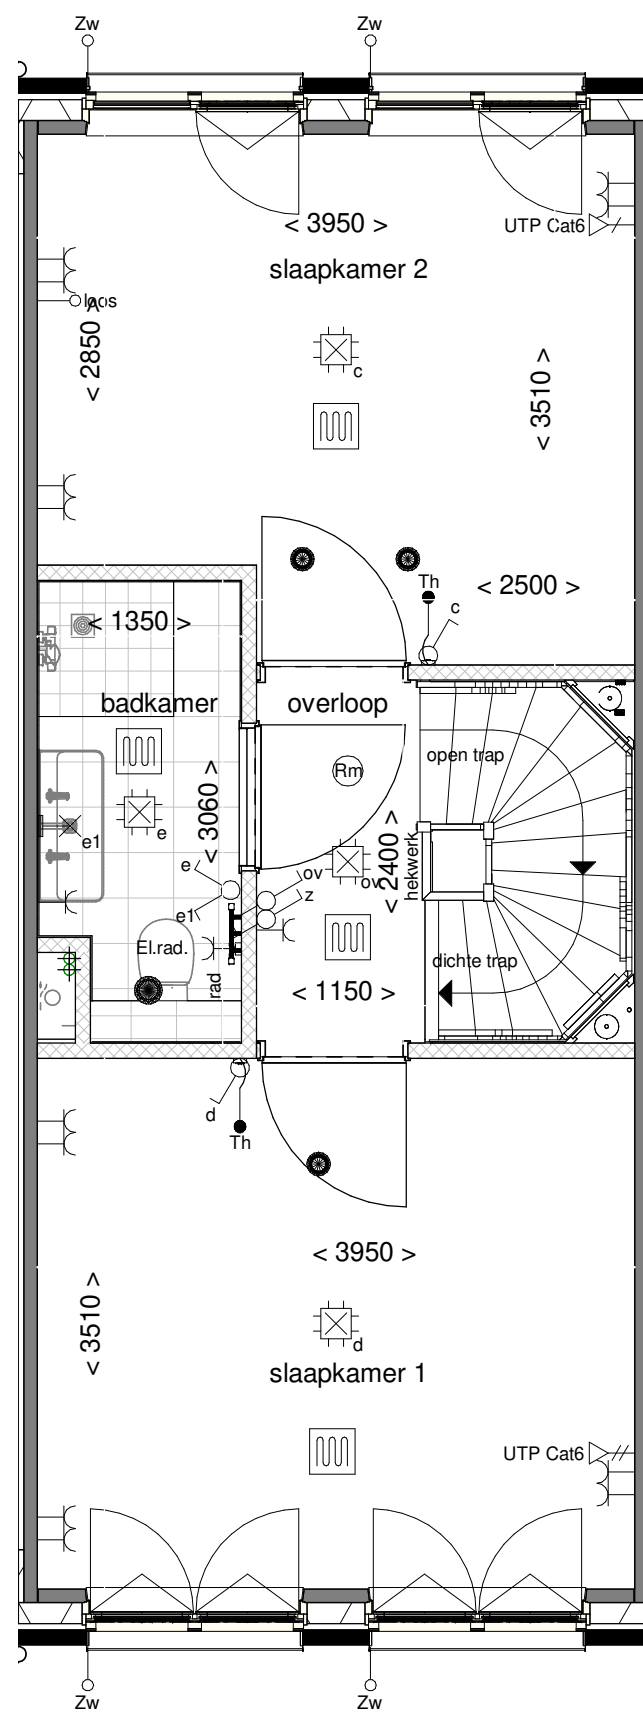 Zw
Zw
< 3950 >
UTP Cat6
slaapkamer 2
loos
< 2850 >
c
< 3510 >
Th
< 2500 >
c
< 1350 >
badkamer
overloop
open trap
Rm
< 3060 >
e
e1
< 2400 >
hekwerk
e
ov
ov
z
e1
El.rad.
rad
dichte trap
< 1150 >
d
Th
< 3950 >
< 3510 >
d
slaapkamer 1
UTP Cat6
Zw
Zw